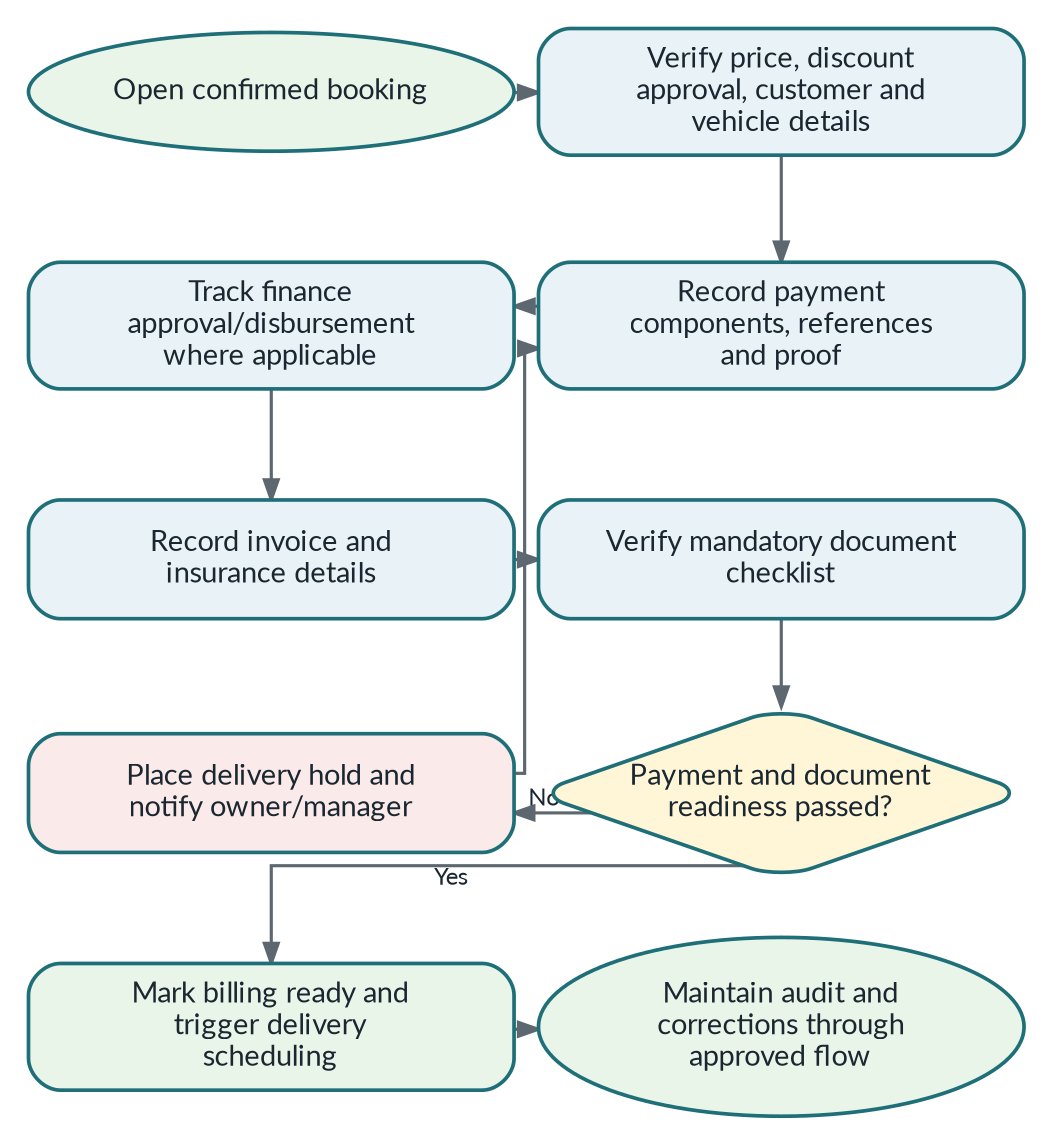 Open confirmed booking
Verify price, discount
approval, customer and
vehicle details
Track finance
approval/disbursement
where applicable
Record payment
components, references
and proof
Record invoice and
insurance details
Verify mandatory document
checklist
Place delivery hold and
notify owner/manager
No
Payment and document
readiness passed?
Yes
Mark billing ready and
trigger delivery
scheduling
Maintain audit and
corrections through
approved flow